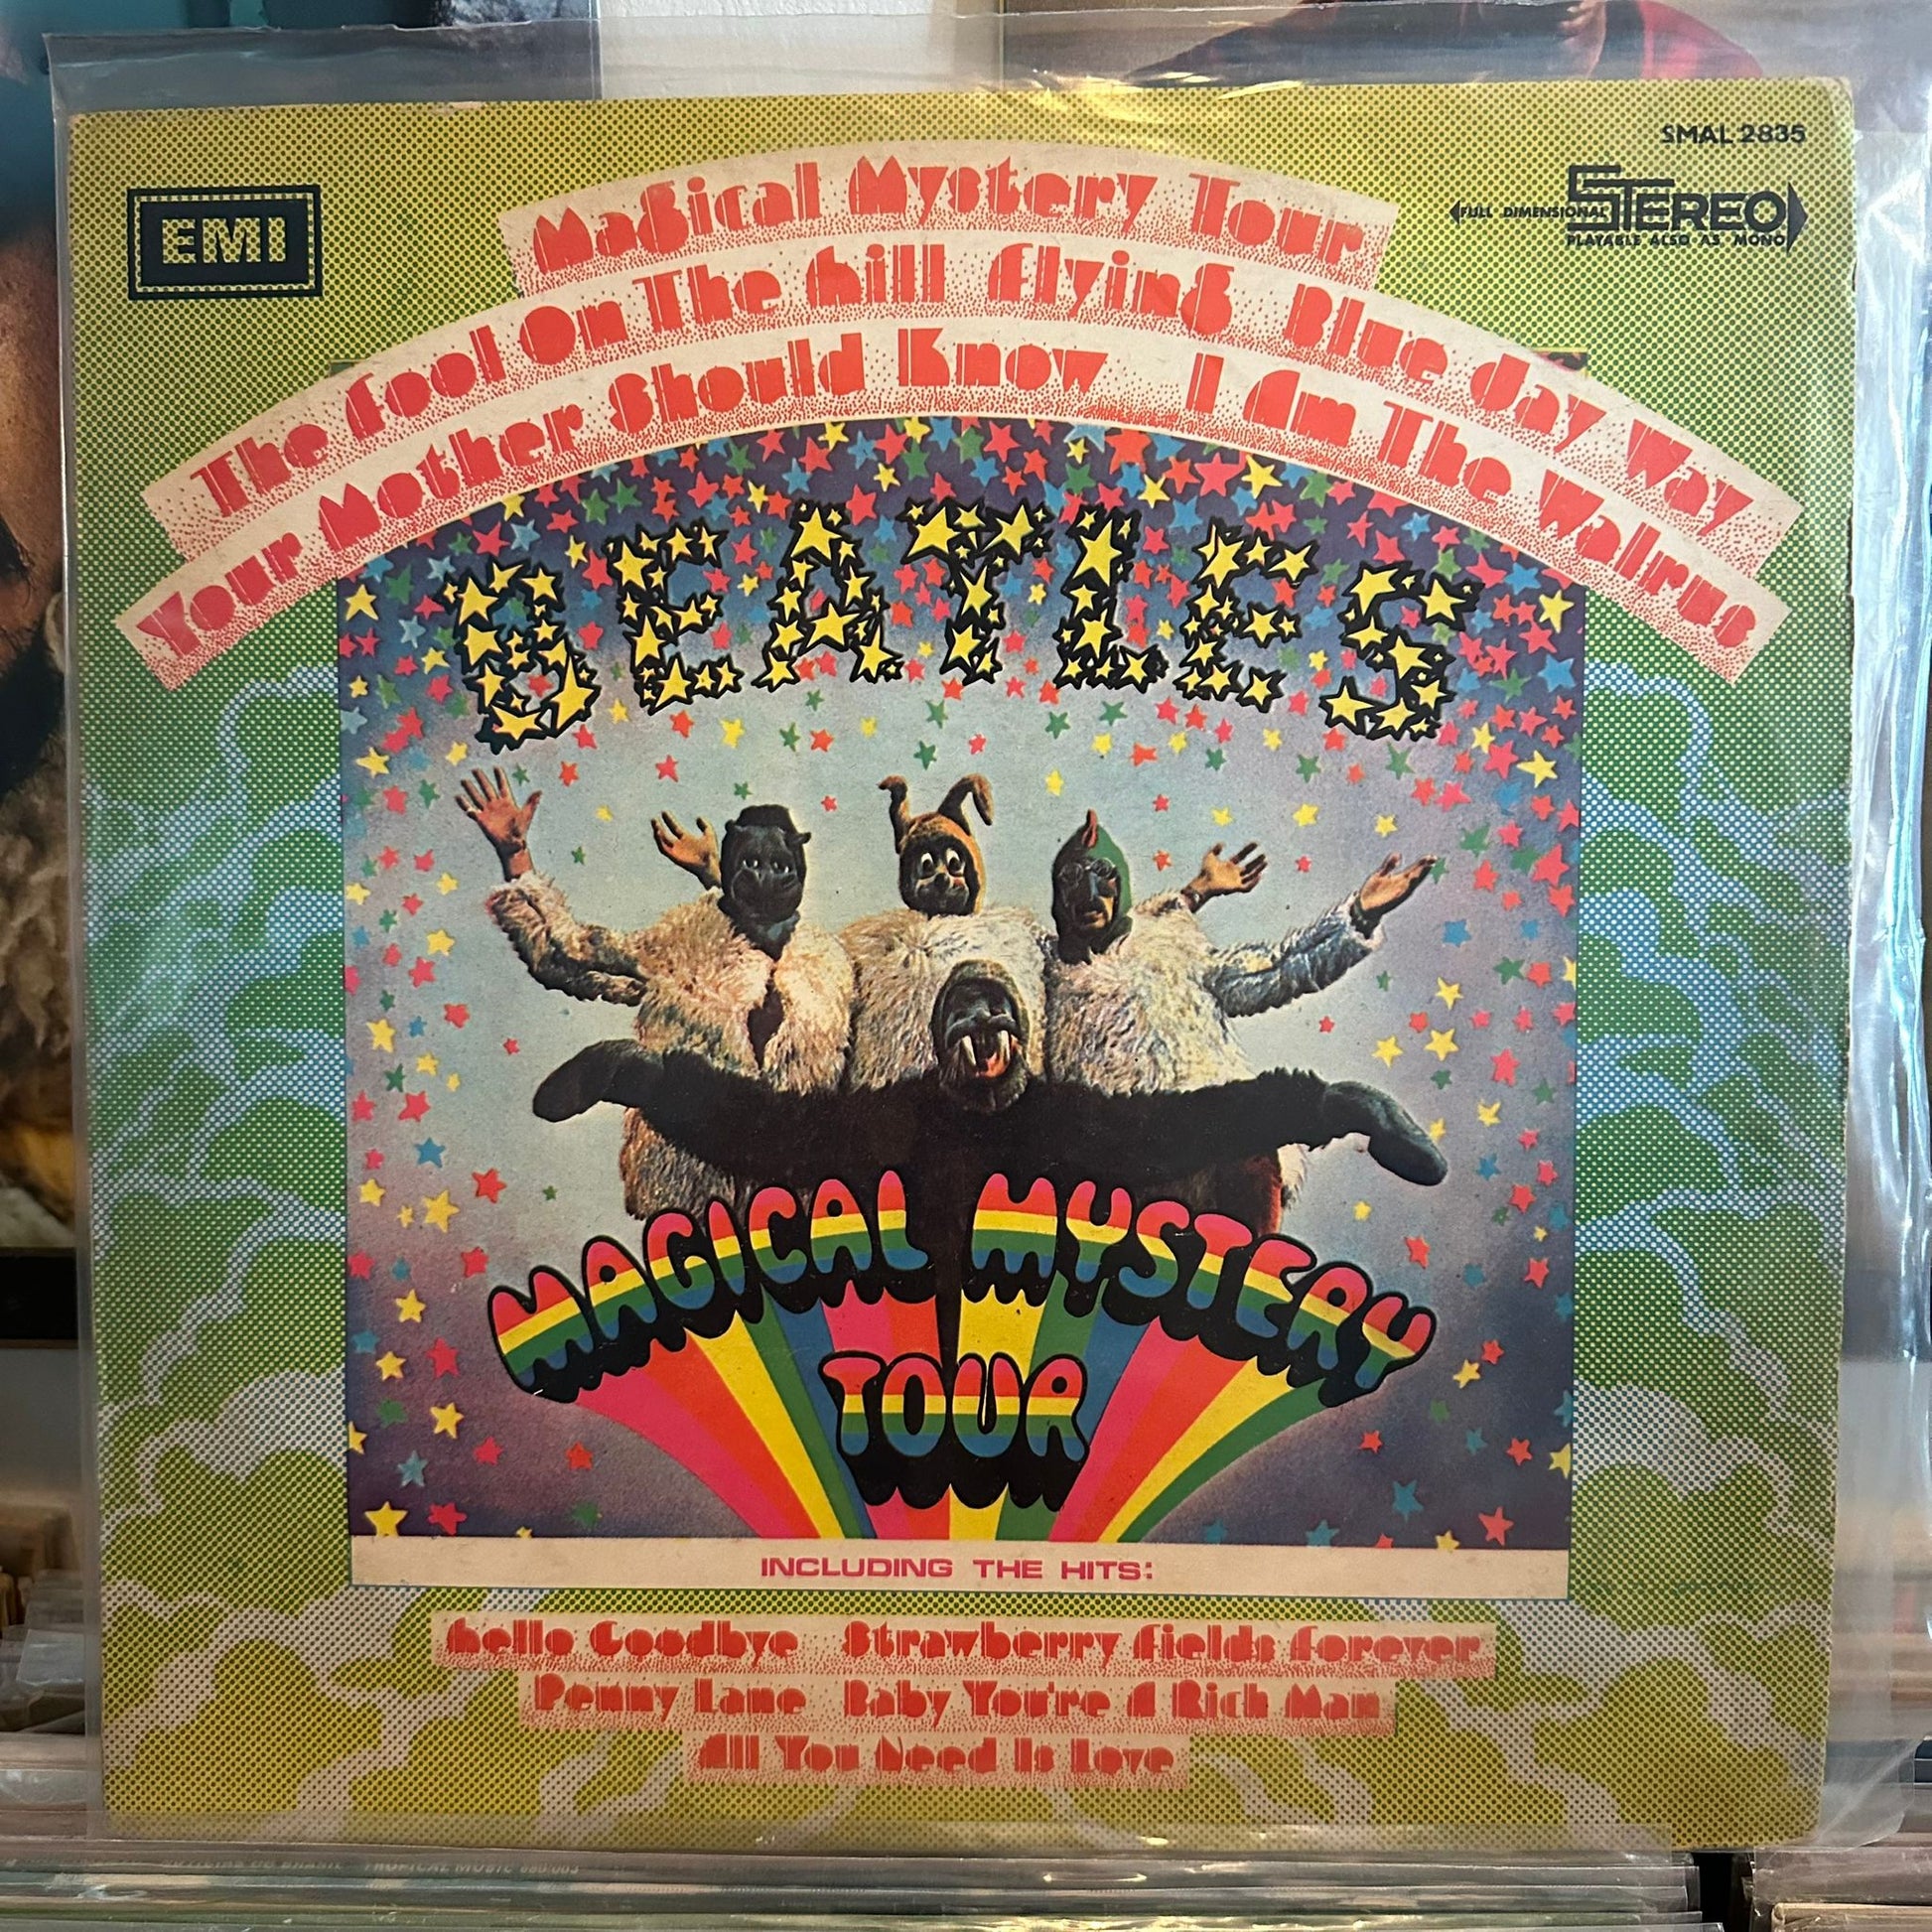 SMAL 2835
EMI
FULL DIMENSIONAL STEREO
PLAYABLE ALSO AS MONO
Magical Mystery Tour
The Fool On The Hill Flying Blue Jay Way
Your Mother Should Know I Am The Walrus
BEATLES
MAGICAL MYSTERY
TOUR
INCLUDING THE HITS:
Hello Goodbye Strawberry Fields Forever
Penny Lane Baby You're A Rich Man
All You Need Is Love
TROPICAL MUSIC